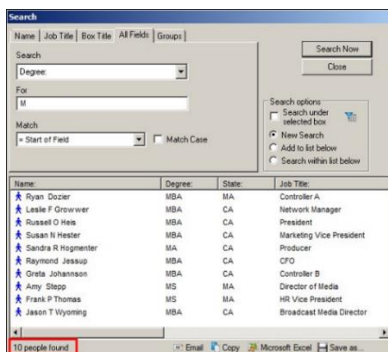 Search
Name | Job Title | Box Title | All Fields | Groups
Search
Degree:
For
M
Match
= Start of Field
Match Case
Search Now
Close
Search options
Search under selected box
New Search
Add to list below
Search within list below
Name: Degree: State: Job Title:
Ryan Dozier MBA MA Controller A
Leslie F Growwer MBA CA Network Manager
Russell O Heis MBA CA President
Susan N Hester MBA CA Marketing Vice President
Sandra R Hogmenter MA CA Producer
Raymond Jessup MBA CA CFO
Greta Johannson MBA CA Controller B
Amy Stepp MS MA Director of Media
Frank P Thomas MS MA HR Vice President
Jason T Wyoming MBA CA Broadcast Media Director
10 people found
Email Copy Microsoft Excel Save as...